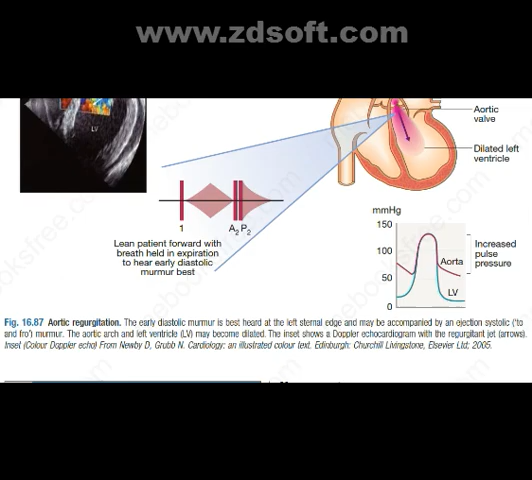 www.zdsoft.com
LV
Aortic
valve
Dilated left
ventricle
1
A2 P2
Lean patient forward with
breath held in expiration
to hear early diastolic
murmur best
mmHg
150
100
50
0
Aorta
LV
Increased
pulse
pressure
Fig. 16.87 Aortic regurgitation. The early diastolic murmur is best heard at the left sternal edge and may be accompanied by an ejection systolic ('to
and fro') murmur. The aortic arch and left ventricle (LV) may become dilated. The inset shows a Doppler echocardiogram with the regurgitant jet (arrows).
Inset (Colour Doppler echo) From Newby D, Grubb N. Cardiology: an illustrated colour text. Edinburgh: Churchill Livingstone, Elsevier Ltd; 2005.